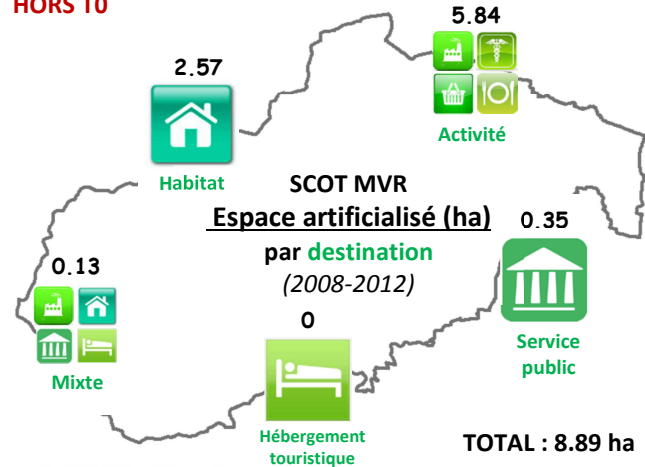 HORS T0
5.84
2.57
Activité
Habitat
SCOT MVR
Espace artificialisé (ha)
0.35
par destination
(2008-2012)
0.13
0
Service
public
Mixte
Hébergement
touristique
TOTAL : 8.89 ha